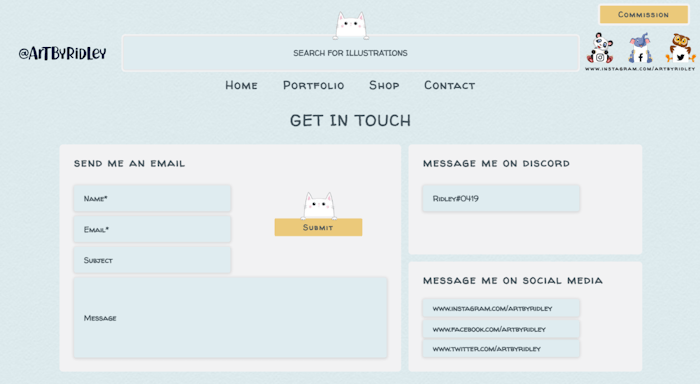 Commission
@ArtByRidley
SEARCH FOR ILLUSTRATIONS
www.instagram.com/artbyridley
Home Portfolio Shop Contact
GET IN TOUCH
SEND ME AN EMAIL
Name*
Email*
Subject
Message
Submit
MESSAGE ME ON DISCORD
Ridley#0419
MESSAGE ME ON SOCIAL MEDIA
www.instagram.com/artbyridley
www.facebook.com/artbyridley
www.twitter.com/artbyridley